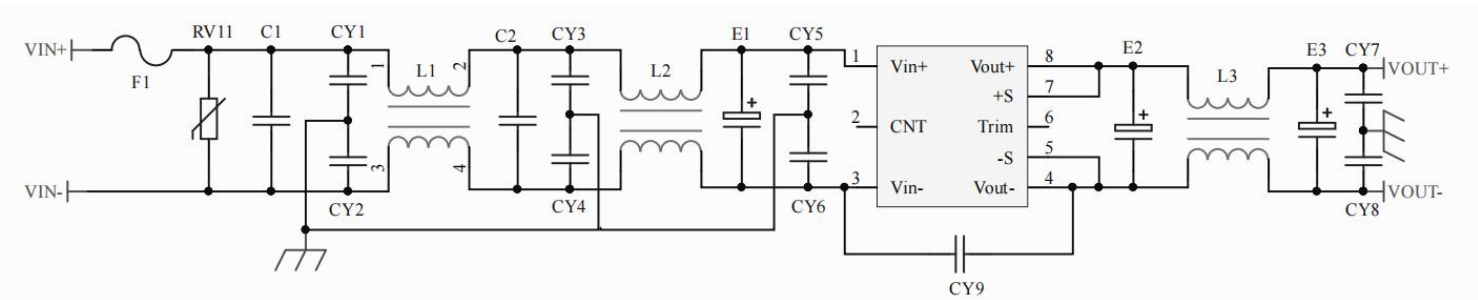 RV11 C1 CY1 C2 CY3 E1 CY5 E2 E3 CY7
VIN+ F1 1 L1 2 L2 1 Vin+ Vout+ 8 L3 VOUT+
+S 7
+ 2 CNT Trim 6 + +
-S 5
VIN- 3 4 3 Vin- Vout- 4 VOUT-
CY2 CY4 CY6 CY8
CY9